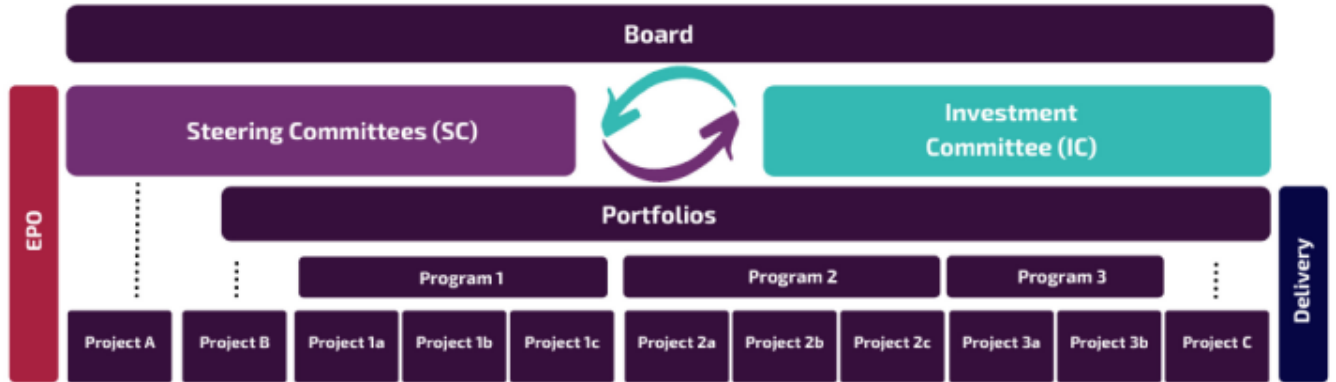 Board
EPO
Steering Committees (SC)
Investment
Committee (IC)
Portfolios
Delivery
Program 1
Program 2
Program 3
Project A
Project B
Project 1a
Project 1b
Project 1c
Project 2a
Project 2b
Project 2c
Project 3a
Project 3b
Project C